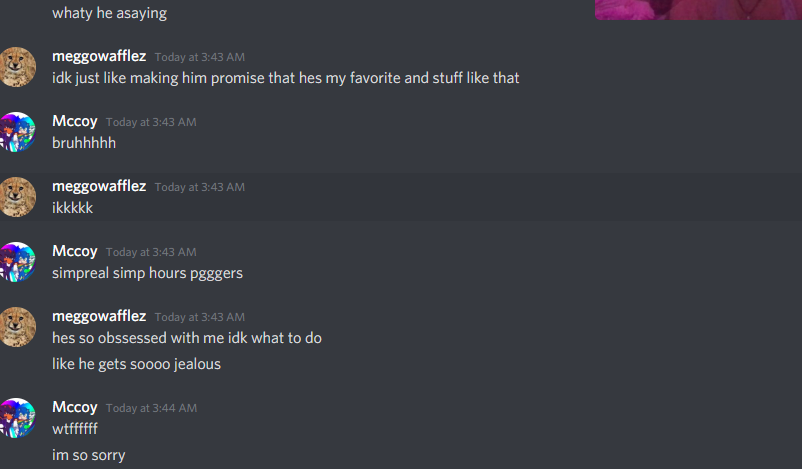 whaty he asaying
meggowafflez Today at 3:43 AM
idk just like making him promise that hes my favorite and stuff like that
Mccoy Today at 3:43 AM
bruhhhhh
meggowafflez Today at 3:43 AM
ikkkkk
Mccoy Today at 3:43 AM
simpreal simp hours pgggers
meggowafflez Today at 3:43 AM
hes so obssessed with me idk what to do
like he gets soooo jealous
Mccoy Today at 3:44 AM
wtffffff
im so sorry